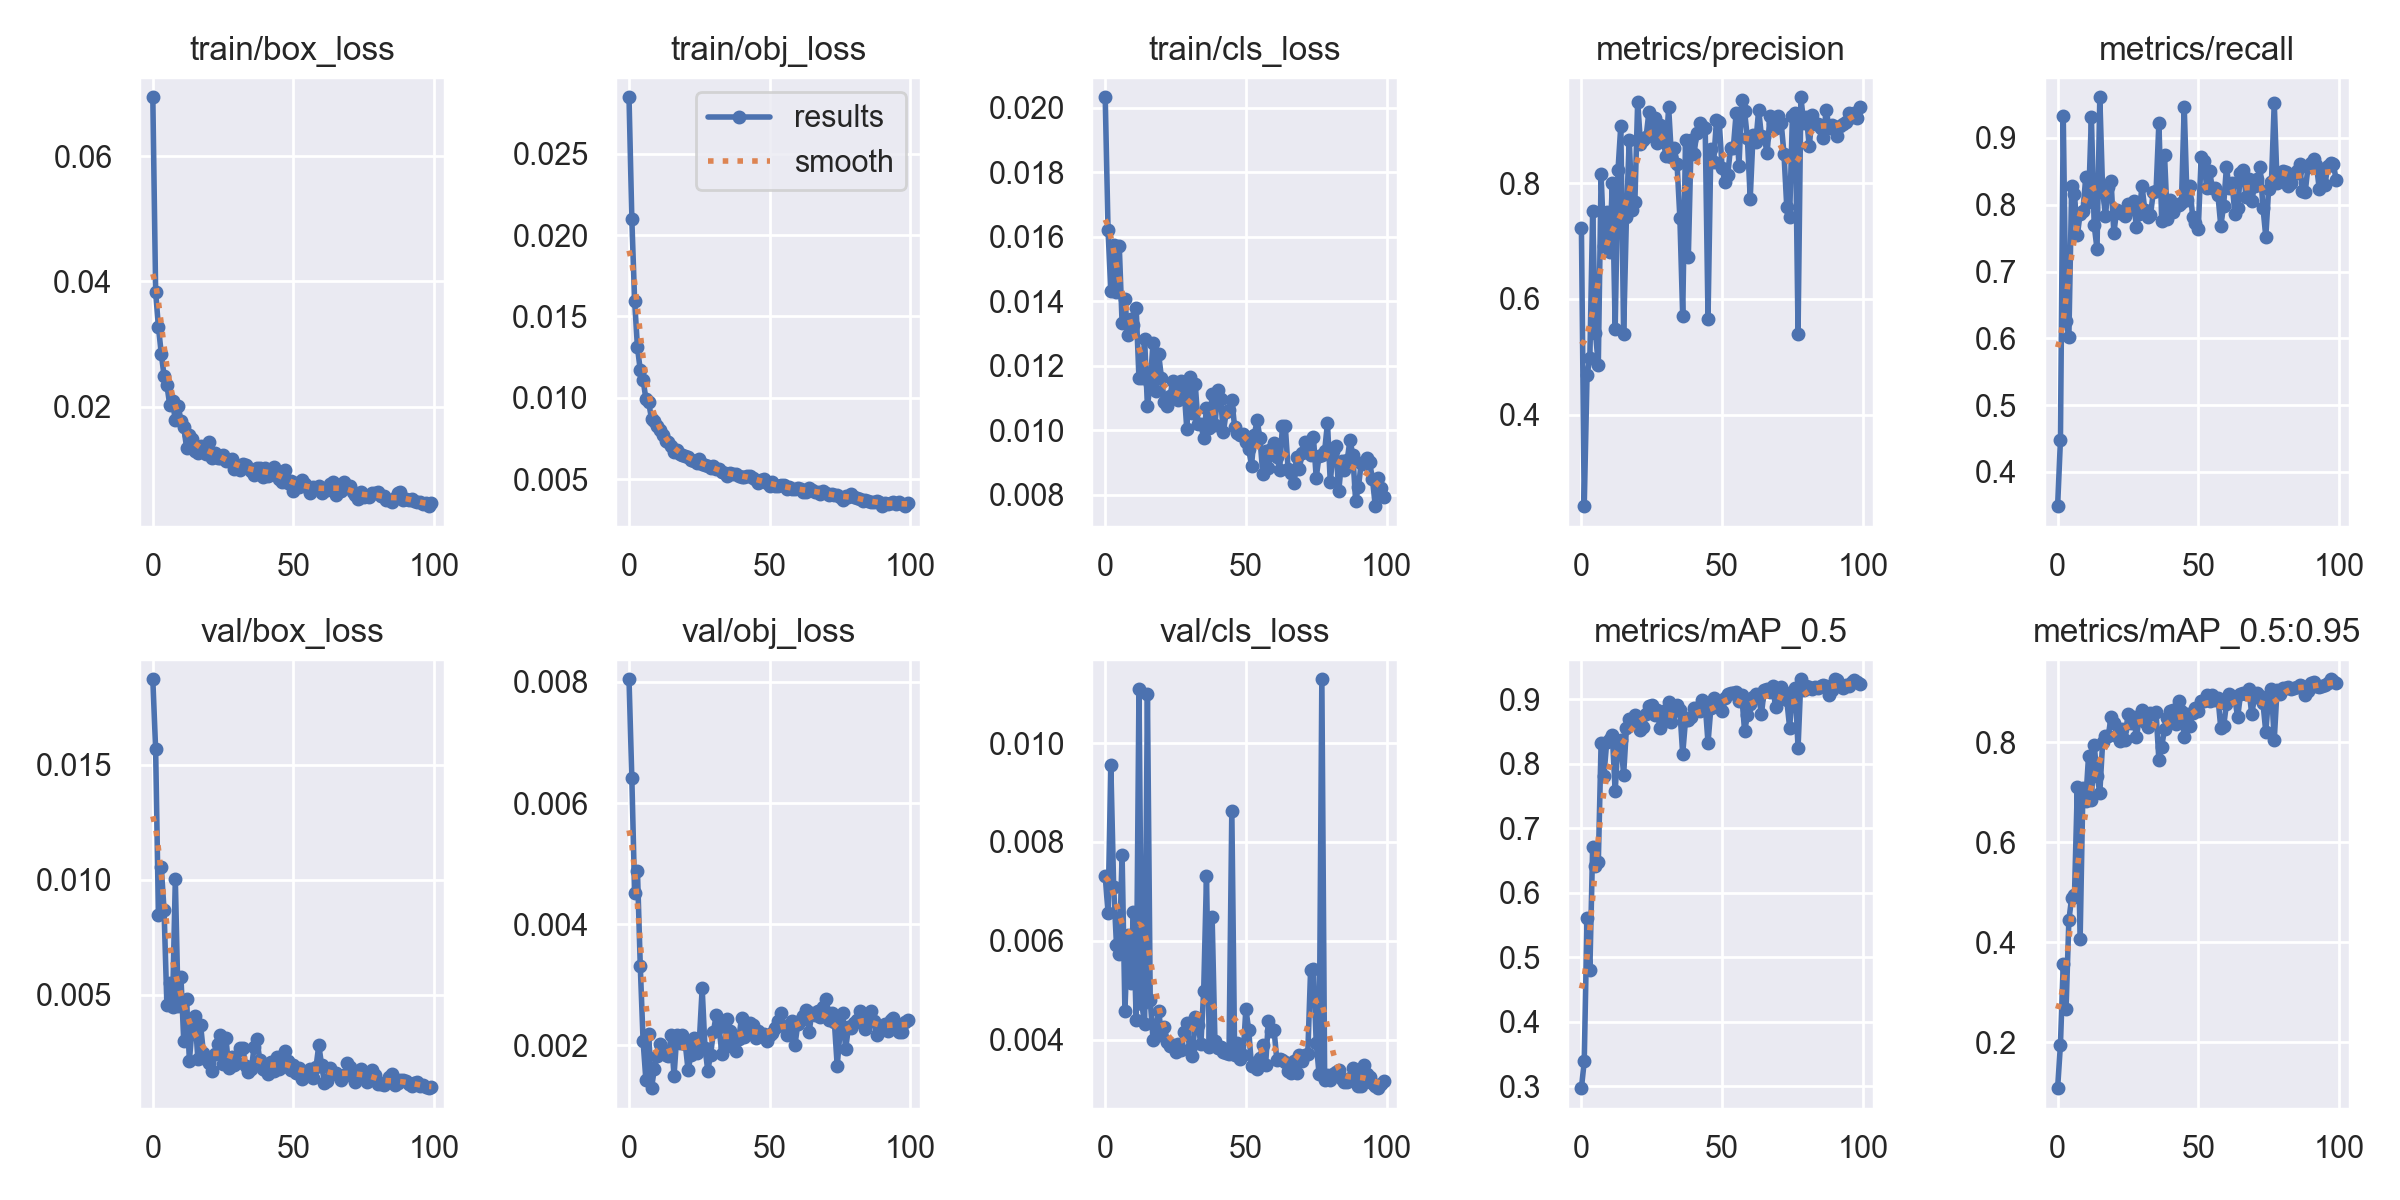 train/box_loss
0.06
0.04
0.02
0 50 100
train/obj_loss
results
smooth
0.025
0.020
0.015
0.010
0.005
0 50 100
train/cls_loss
0.020
0.018
0.016
0.014
0.012
0.010
0.008
0 50 100
metrics/precision
0.8
0.6
0.4
0 50 100
metrics/recall
0.9
0.8
0.7
0.6
0.5
0.4
0 50 100
val/box_loss
0.015
0.010
0.005
0 50 100
val/obj_loss
0.008
0.006
0.004
0.002
0 50 100
val/cls_loss
0.010
0.008
0.006
0.004
0 50 100
metrics/mAP_0.5
0.9
0.8
0.7
0.6
0.5
0.4
0.3
0 50 100
metrics/mAP_0.5:0.95
0.8
0.6
0.4
0.2
0 50 100